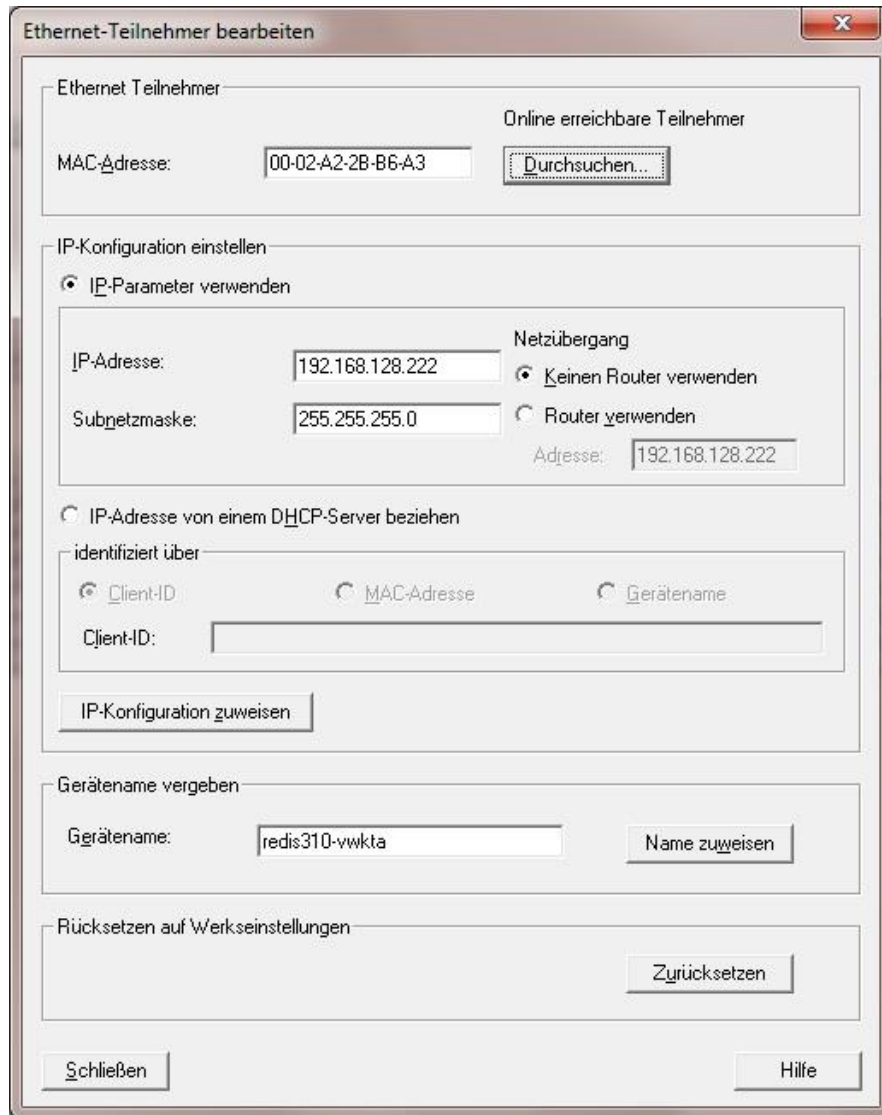 Ethernet-Teilnehmer bearbeiten
Ethernet Teilnehmer
Online erreichbare Teilnehmer
MAC-Adresse: 00-02-A2-2B-B6-A3 Durchsuchen...
IP-Konfiguration einstellen
IP-Parameter verwenden
Netzübergang
IP-Adresse: 192.168.128.222 Keinen Router verwenden
Subnetzmaske: 255.255.255.0 Router verwenden
Adresse: 192.168.128.222
IP-Adresse von einem DHCP-Server beziehen
identifiziert über
Client-ID MAC-Adresse Gerätename
Client-ID:
IP-Konfiguration zuweisen
Gerätename vergeben
Gerätename: redis310-vwkta Name zuweisen
Rücksetzen auf Werkseinstellungen
Zurücksetzen
Schließen Hilfe